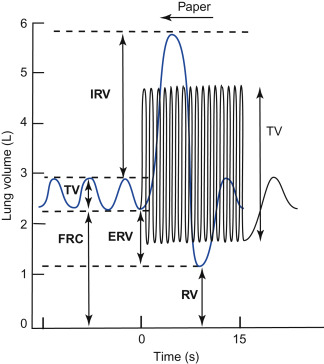 Paper
6
5
4
3
2
1
0
Lung volume (L)
IRV
TV
TV
FRC
ERV
RV
0
15
Time (s)